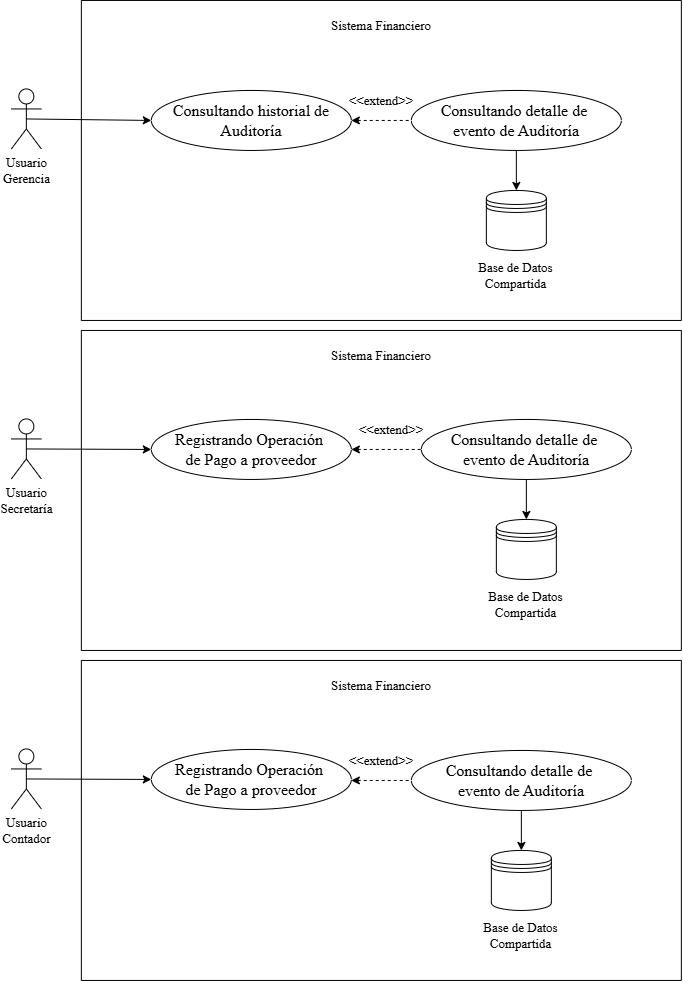 Sistema Financiero
<<extend>>
Consultando historial de
Auditoría
Consultando detalle de
evento de Auditoría
Usuario
Gerencia
Base de Datos
Compartida
Sistema Financiero
<<extend>>
Registrando Operación
de Pago a proveedor
Consultando detalle de
evento de Auditoría
Usuario
Secretaría
Base de Datos
Compartida
Sistema Financiero
<<extend>>
Registrando Operación
de Pago a proveedor
Consultando detalle de
evento de Auditoría
Usuario
Contador
Base de Datos
Compartida